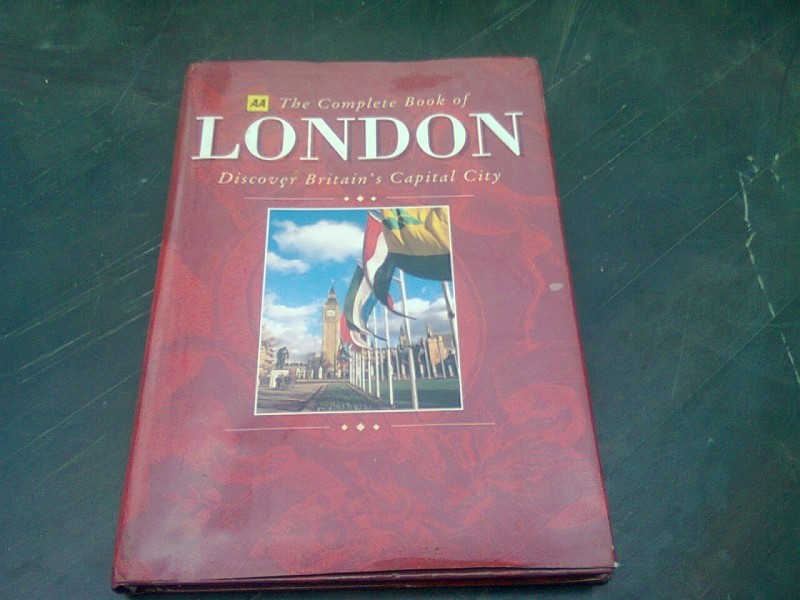 AA The Complete Book of
LONDON
Discover Britain's Capital City